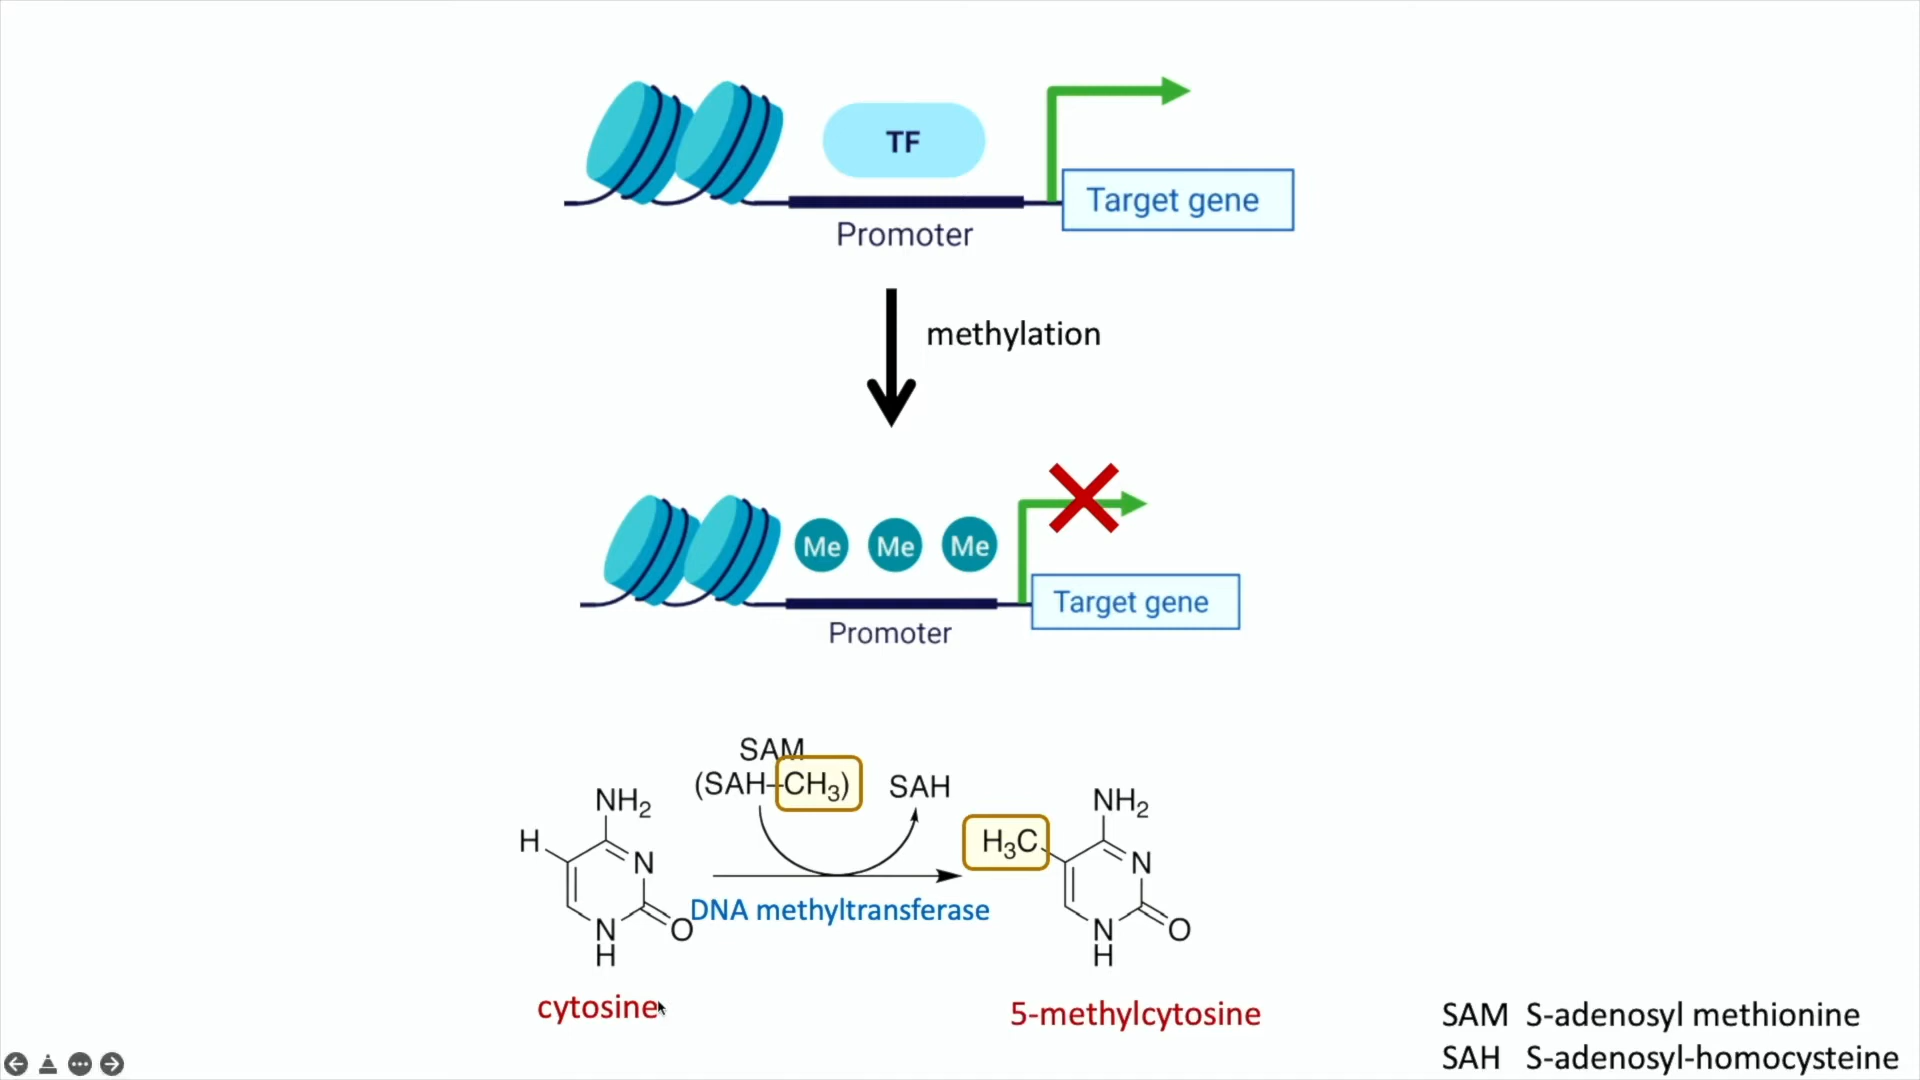 TF
Target gene
Promoter
methylation
Me Me Me
Target gene
Promoter
SAM
(SAH–CH₃)
SAH
NH₂
H
N
O
N
H
DNA methyltransferase
NH₂
H₃C
N
O
N
H
cytosine
5-methylcytosine
SAM S-adenosyl methionine
SAH S-adenosyl-homocysteine